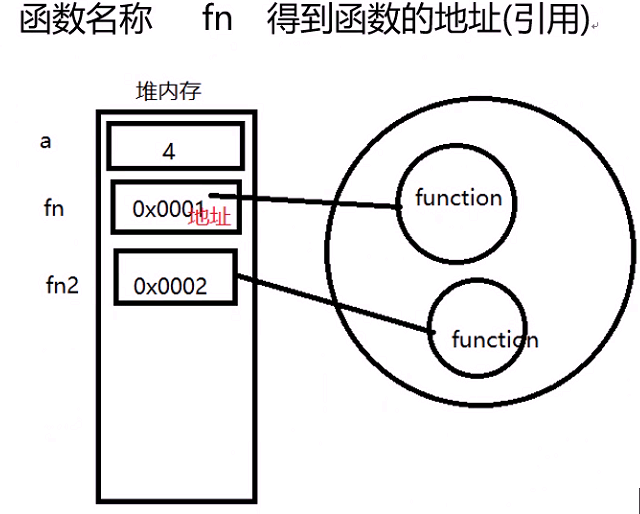 函数名称 fn 得到函数的地址(引用)
堆内存
a
4
fn
0x0001
地址
function
fn2
0x0002
function